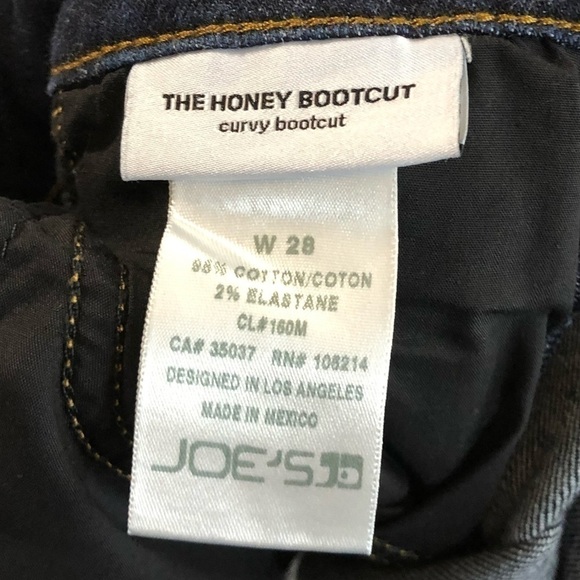 THE HONEY BOOTCUT
curvy bootcut
W 28
98% COTTON/COTON
2% ELASTANE
CL#160M
CA# 35037 RN# 106214
DESIGNED IN LOS ANGELES
MADE IN MEXICO
JOE'S